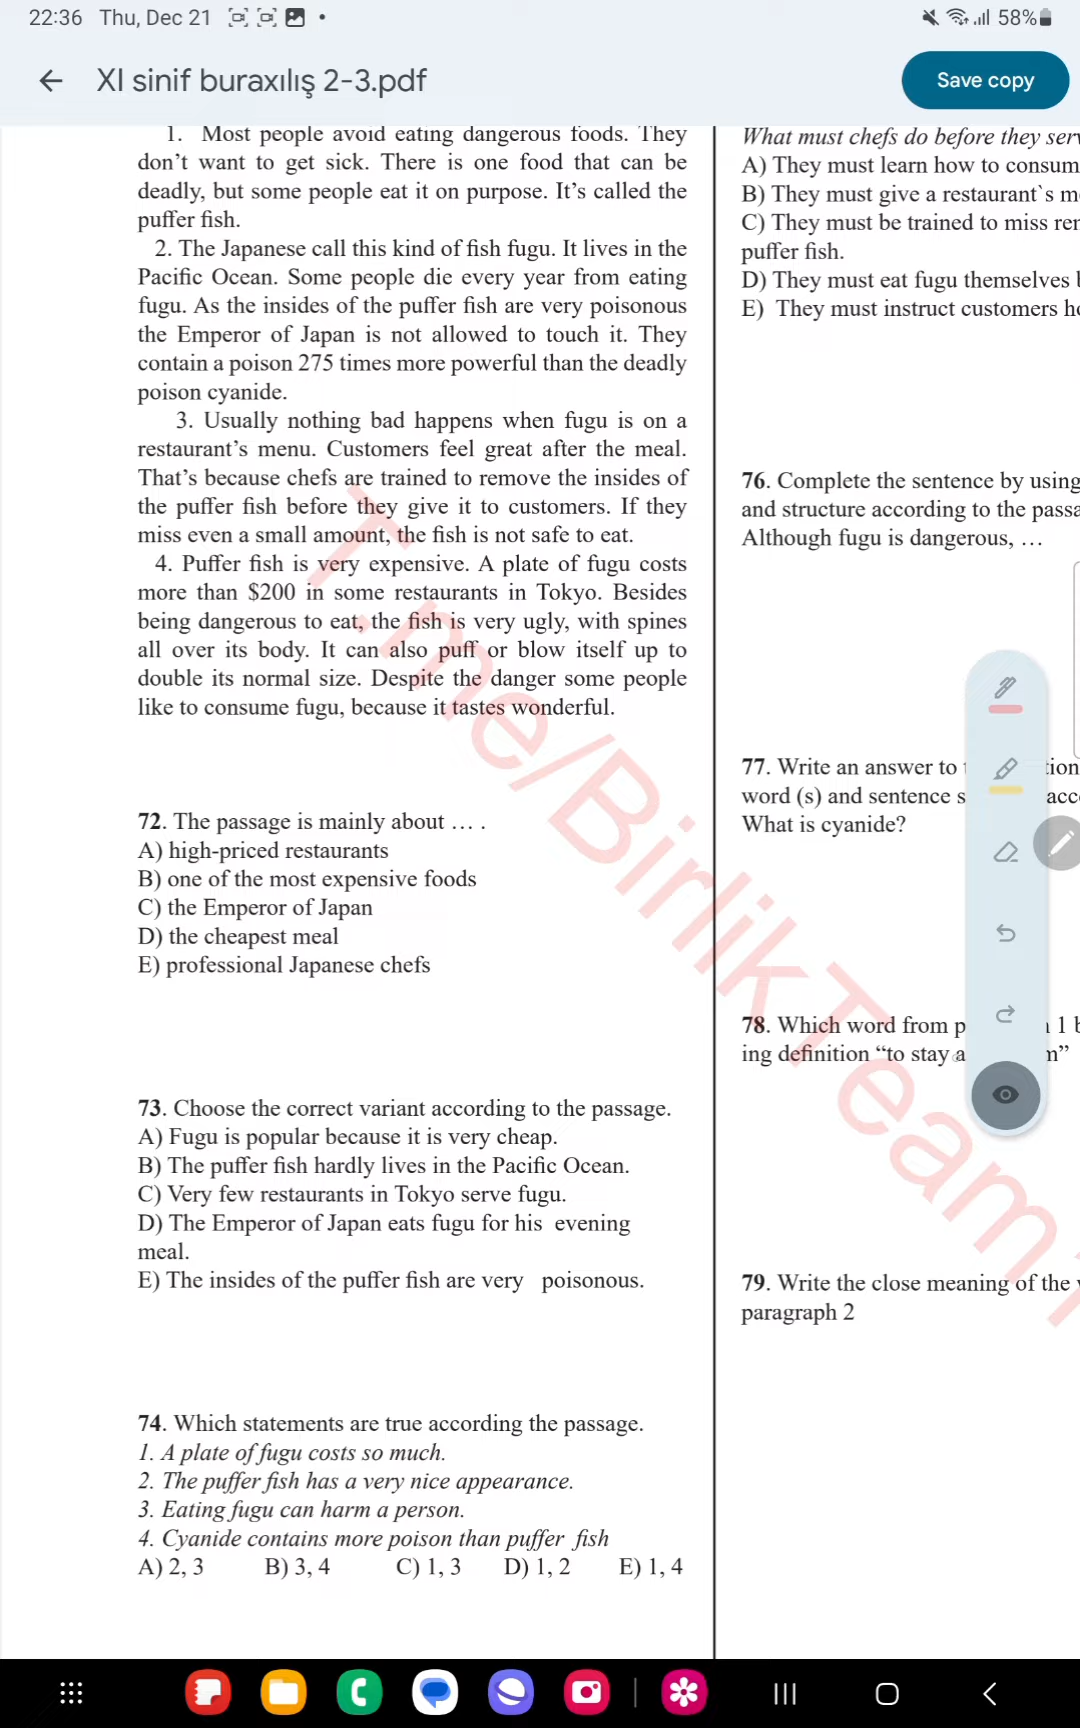 22:36 Thu, Dec 21
58%
XI sinif buraxılış 2-3.pdf
Save copy
1. Most people avoid eating dangerous foods. They
don't want to get sick. There is one food that can be
deadly, but some people eat it on purpose. It's called the
puffer fish.
2. The Japanese call this kind of fish fugu. It lives in the
Pacific Ocean. Some people die every year from eating
fugu. As the insides of the puffer fish are very poisonous
the Emperor of Japan is not allowed to touch it. They
contain a poison 275 times more powerful than the deadly
poison cyanide.
3. Usually nothing bad happens when fugu is on a
restaurant's menu. Customers feel great after the meal.
That's because chefs are trained to remove the insides of
the puffer fish before they give it to customers. If they
miss even a small amount, the fish is not safe to eat.
4. Puffer fish is very expensive. A plate of fugu costs
more than $200 in some restaurants in Tokyo. Besides
being dangerous to eat, the fish is very ugly, with spines
all over its body. It can also puff or blow itself up to
double its normal size. Despite the danger some people
like to consume fugu, because it tastes wonderful.
72. The passage is mainly about ... .
A) high-priced restaurants
B) one of the most expensive foods
C) the Emperor of Japan
D) the cheapest meal
E) professional Japanese chefs
73. Choose the correct variant according to the passage.
A) Fugu is popular because it is very cheap.
B) The puffer fish hardly lives in the Pacific Ocean.
C) Very few restaurants in Tokyo serve fugu.
D) The Emperor of Japan eats fugu for his evening
meal.
E) The insides of the puffer fish are very poisonous.
74. Which statements are true according the passage.
1. A plate of fugu costs so much.
2. The puffer fish has a very nice appearance.
3. Eating fugu can harm a person.
4. Cyanide contains more poison than puffer fish
A) 2, 3 B) 3, 4 C) 1, 3 D) 1, 2 E) 1, 4
What must chefs do before they
A) They must learn how to
B) They must give a restaurant`s
C) They must be trained to miss
puffer fish.
D) They must eat fugu themselves
E) They must instruct customers
76. Complete the sentence by using
and structure according to the
Although fugu is dangerous, ...
77. Write an answer to
word (s) and sentence
What is cyanide?
78. Which word from 1
ing definition "to stay
79. Write the close meaning of the
paragraph 2
T.me/BirlikTeam